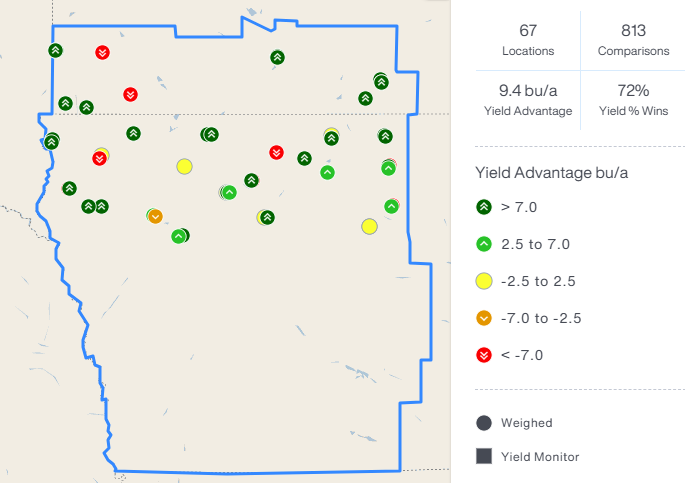 67
Locations
813
Comparisons
9.4 bu/a
Yield Advantage
72%
Yield % Wins
Yield Advantage bu/a
> 7.0
2.5 to 7.0
-2.5 to 2.5
-7.0 to -2.5
< -7.0
Weighed
Yield Monitor